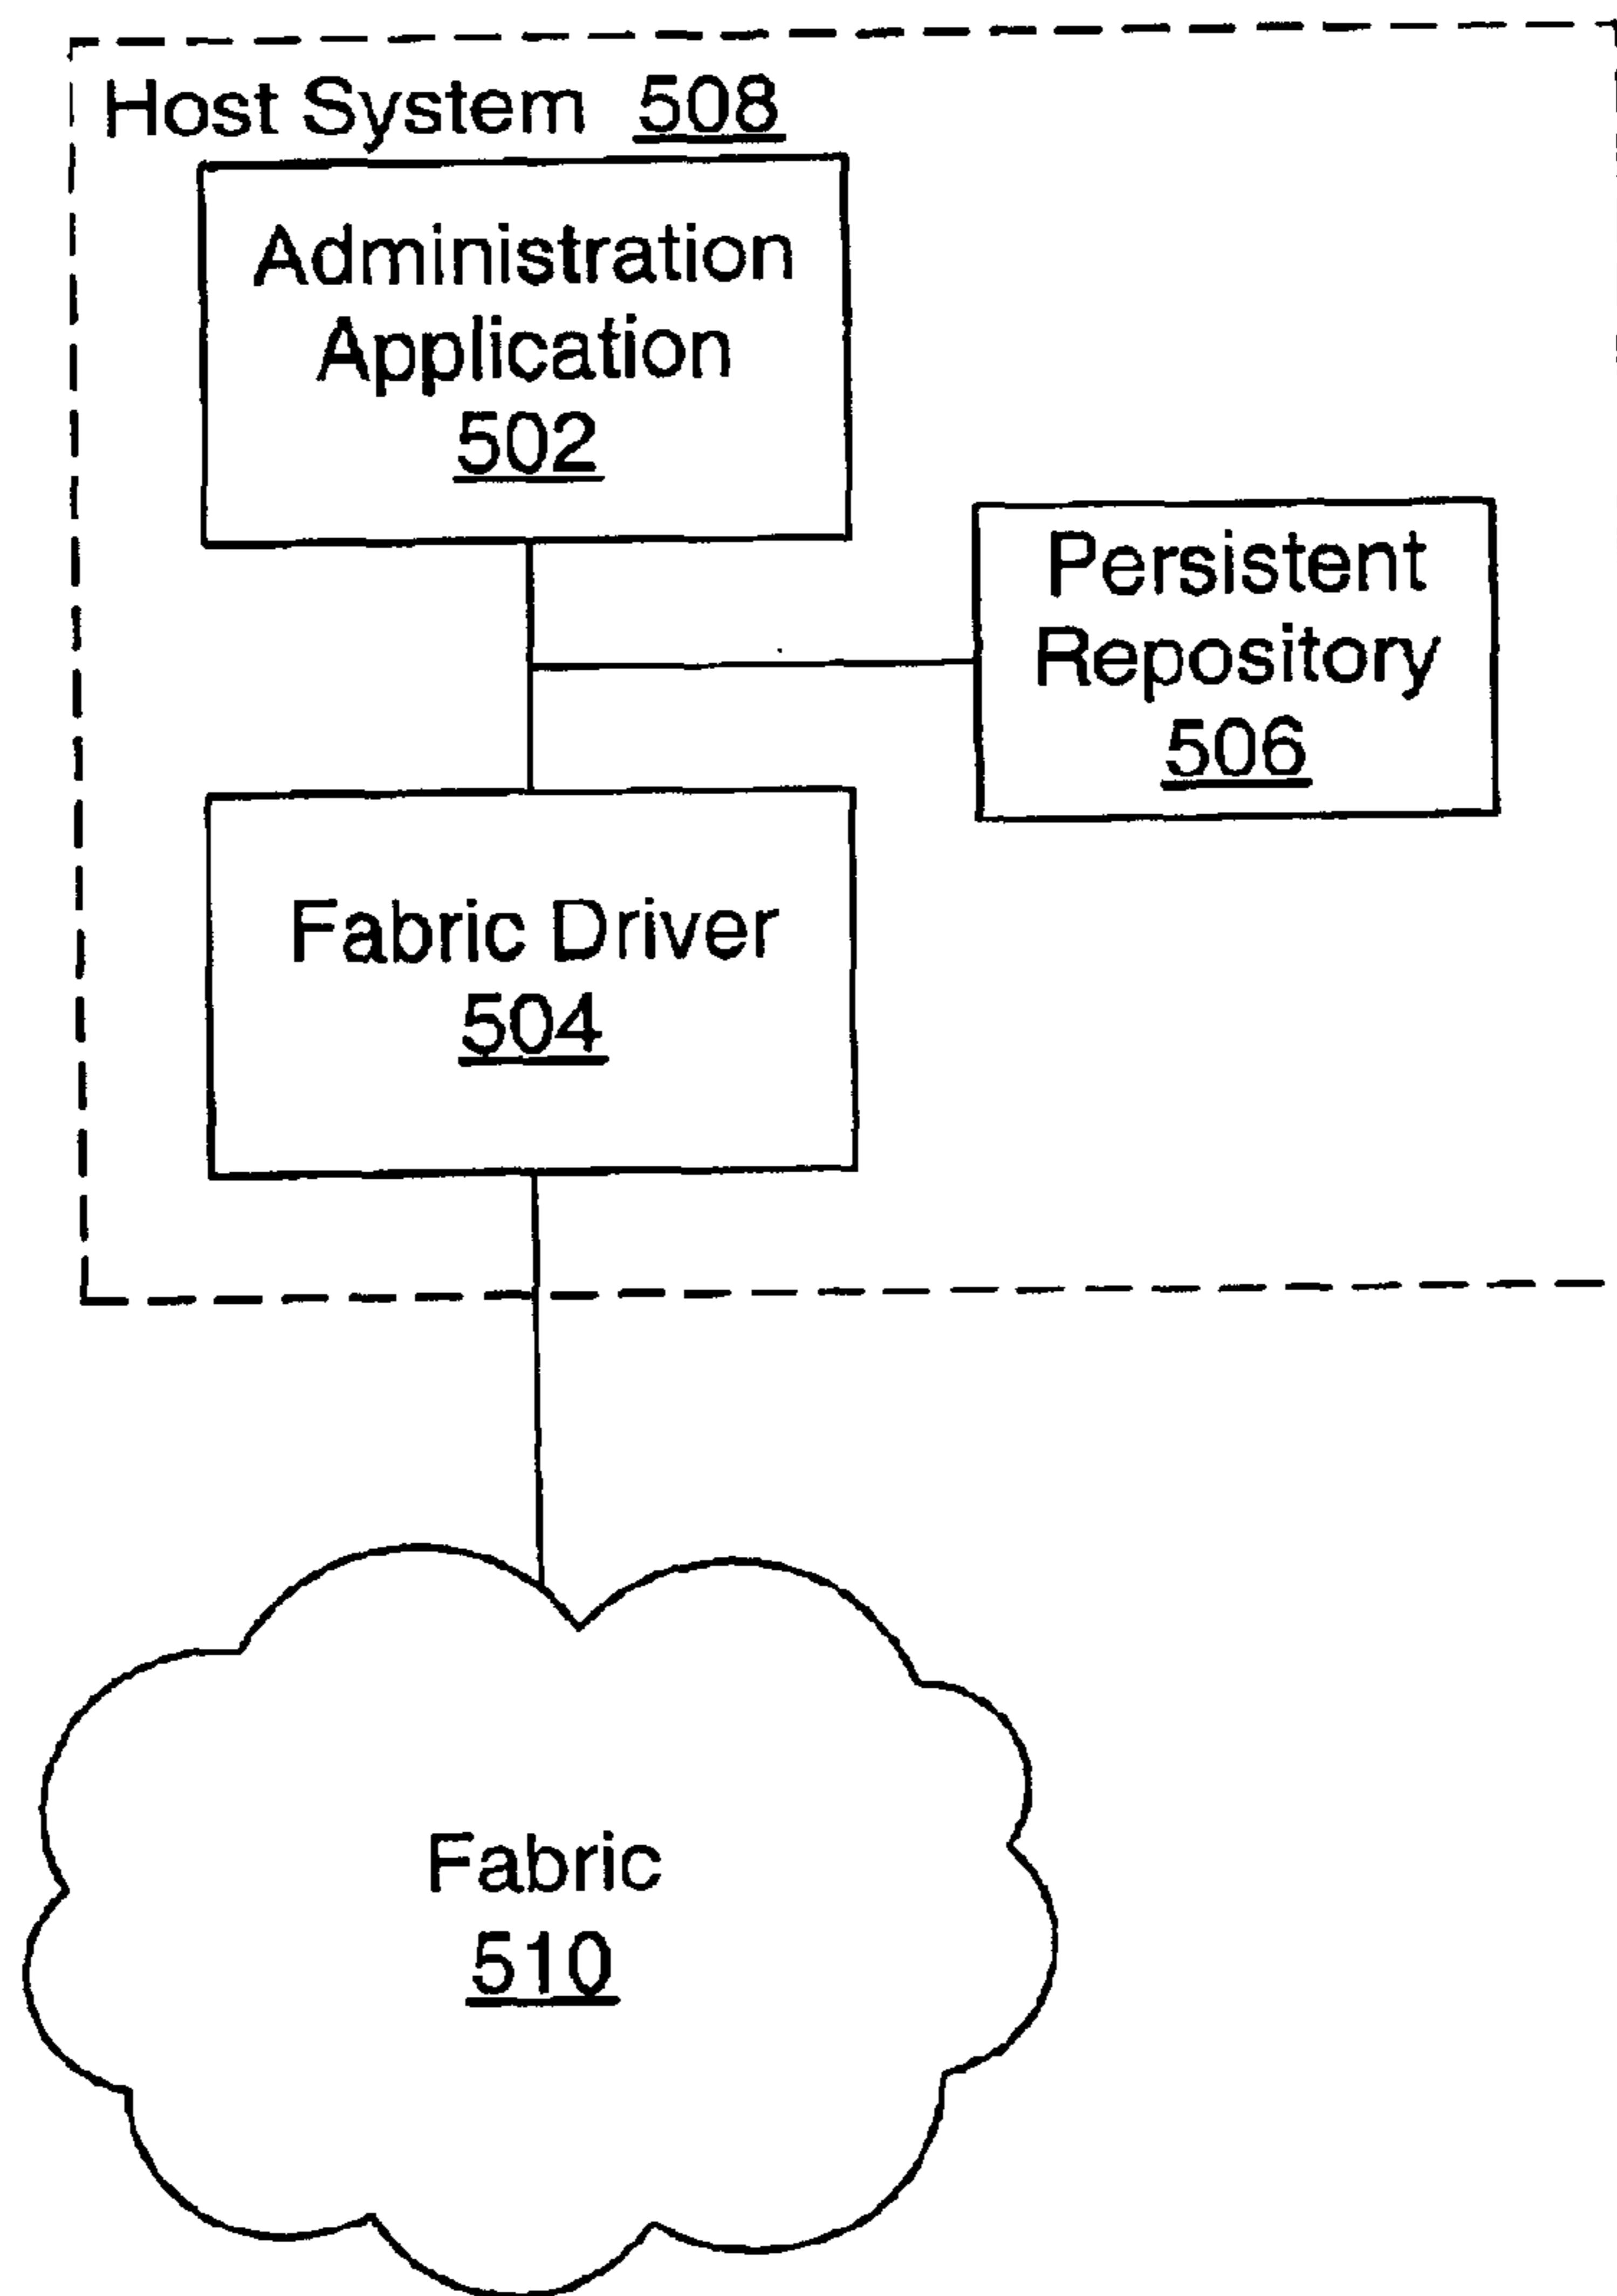 Host System 508
Administration
Application
502
Persistent
Repository
506
Fabric Driver
504
Fabric
510